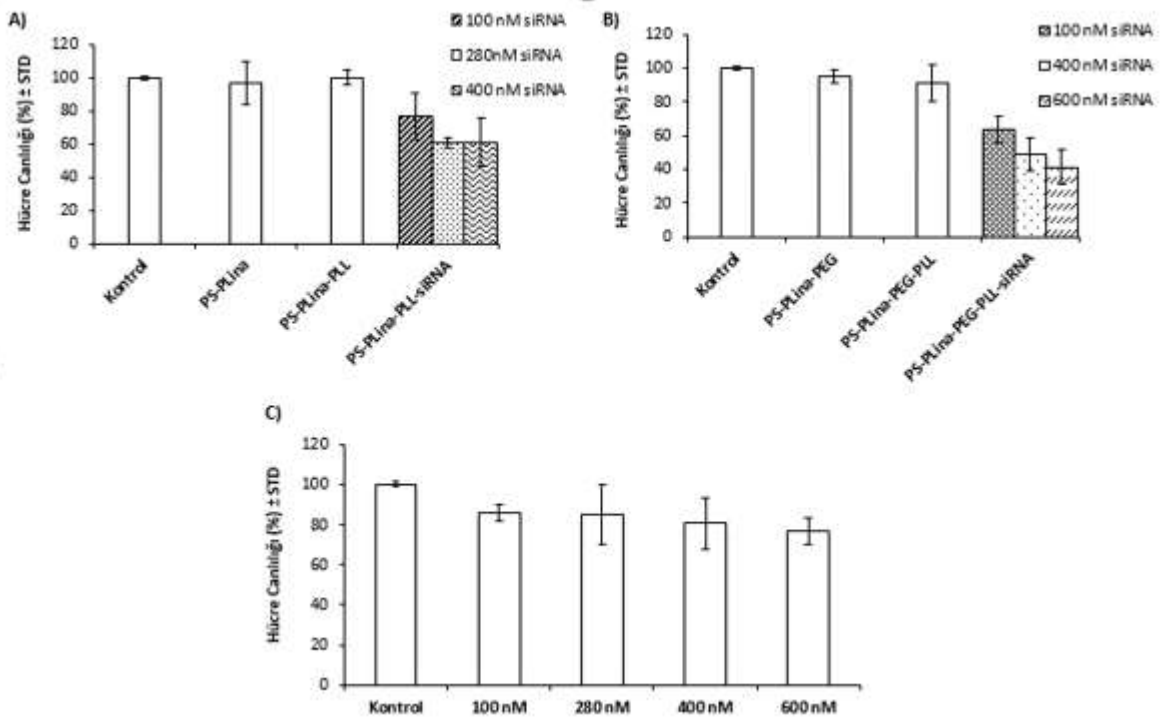 A)
100 nM siRNA
280nM siRNA
400 nM siRNA
Hücre Canlılığı (%) ± STD
120
100
80
60
40
20
0
Kontrol
PS-PLina
PS-PLina-PLL
PS-PLina-PLL-siRNA
B)
100 nM siRNA
400 nM siRNA
600 nM siRNA
Hücre Canlılığı (%) ± STD
120
100
80
60
40
20
0
Kontrol
PS-PLina-PEG
PS-PLina-PEG-PLL
PS-PLina-PEG-PLL-siRNA
C)
Hücre Canlılığı (%) ± STD
120
100
80
60
40
20
0
Kontrol
100 nM
280 nM
400 nM
600 nM